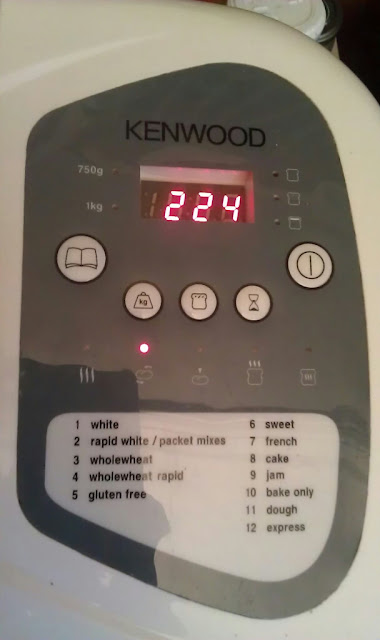 KENWOOD
750g
1kg
224
kg
1 white
2 rapid white / packet mixes
3 wholewheat
4 wholewheat rapid
5 gluten free
6 sweet
7 french
8 cake
9 jam
10 bake only
11 dough
12 express